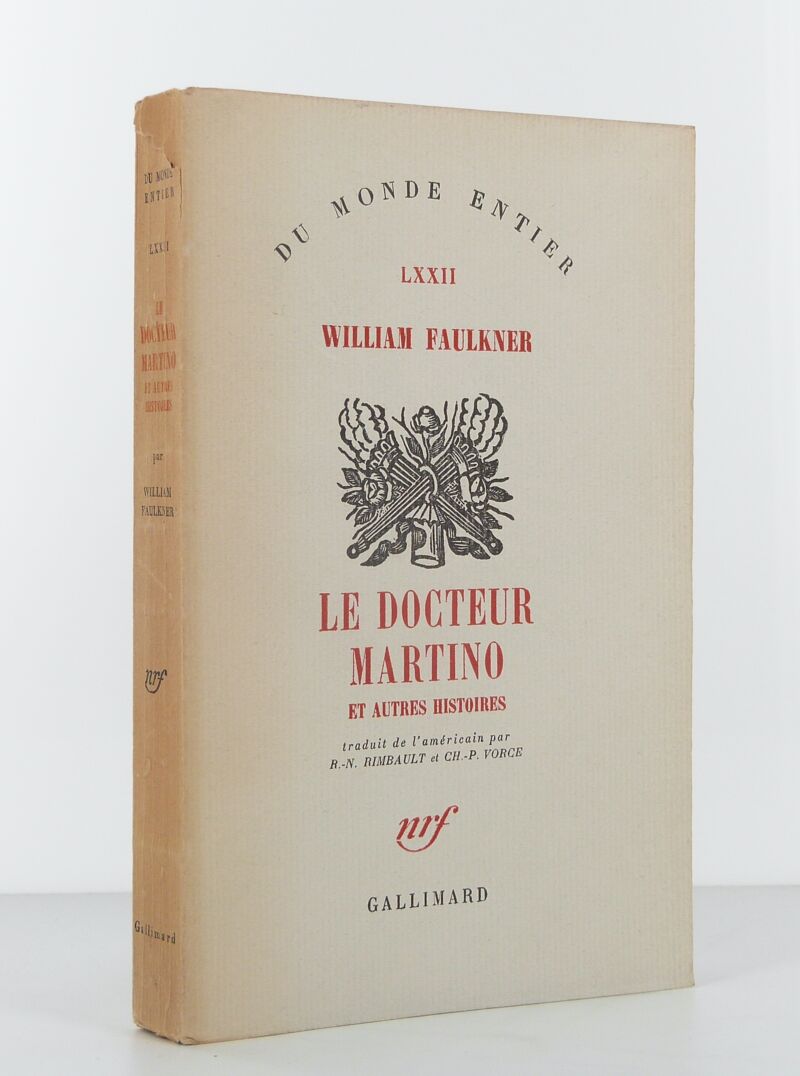 DU MONDE
ENTIER
LXXII
LE
DOCTEUR
MARTINO
ET AUTRES
HISTOIRES
par
WILLIAM
FAULKNER
nrf
Gallimard
DU MONDE ENTIER
LXXII
WILLIAM FAULKNER
LE DOCTEUR
MARTINO
ET AUTRES HISTOIRES
traduit de l'américain par
R.-N. RIMBAULT et CH.-P. VORCE
nrf
GALLIMARD